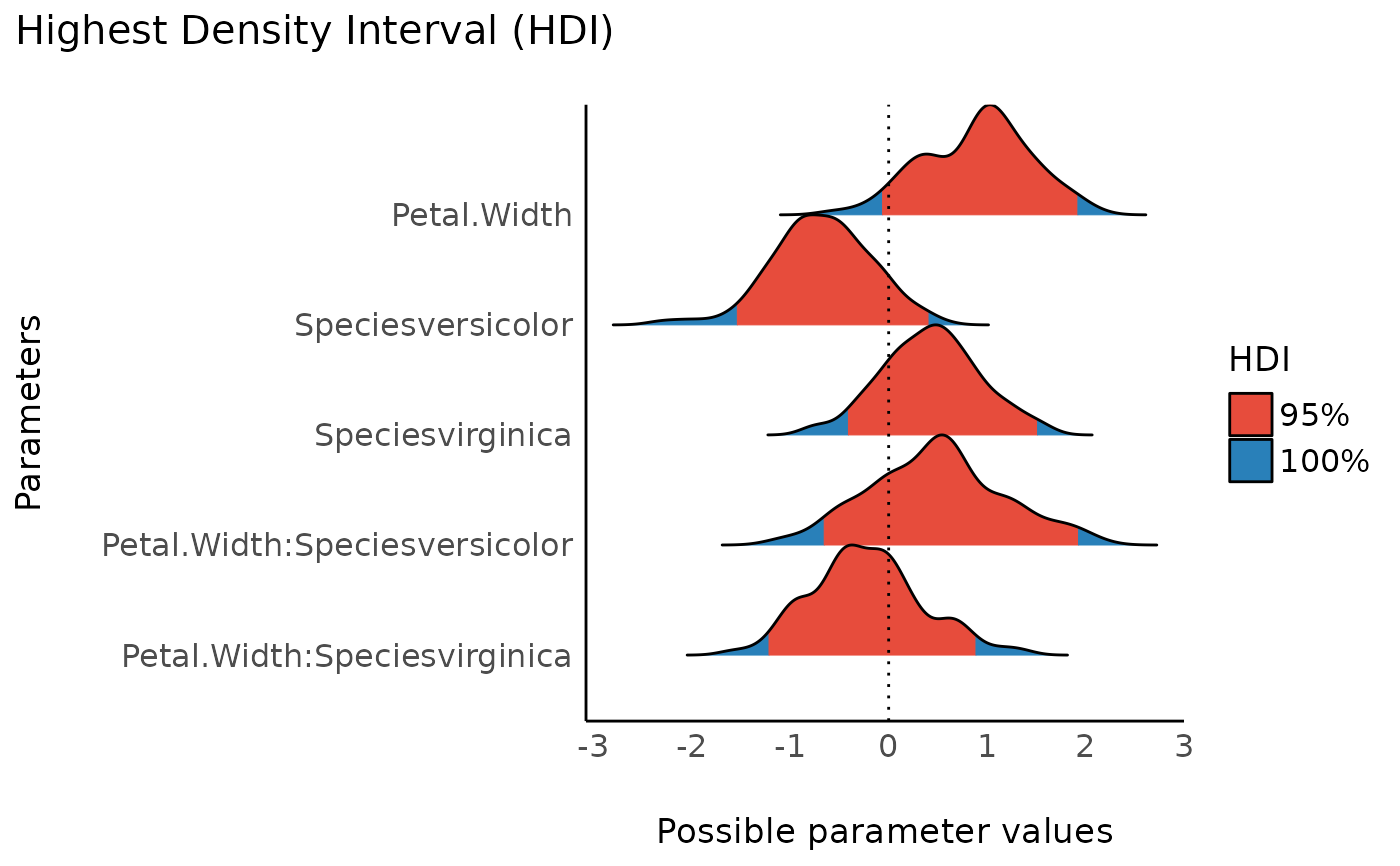 Highest Density Interval (HDI)
Parameters
Petal.Width
Speciesversicolor
Speciesvirginica
Petal.Width:Speciesversicolor
Petal.Width:Speciesvirginica
-3 -2 -1 0 1 2 3
Possible parameter values
HDI
95%
100%